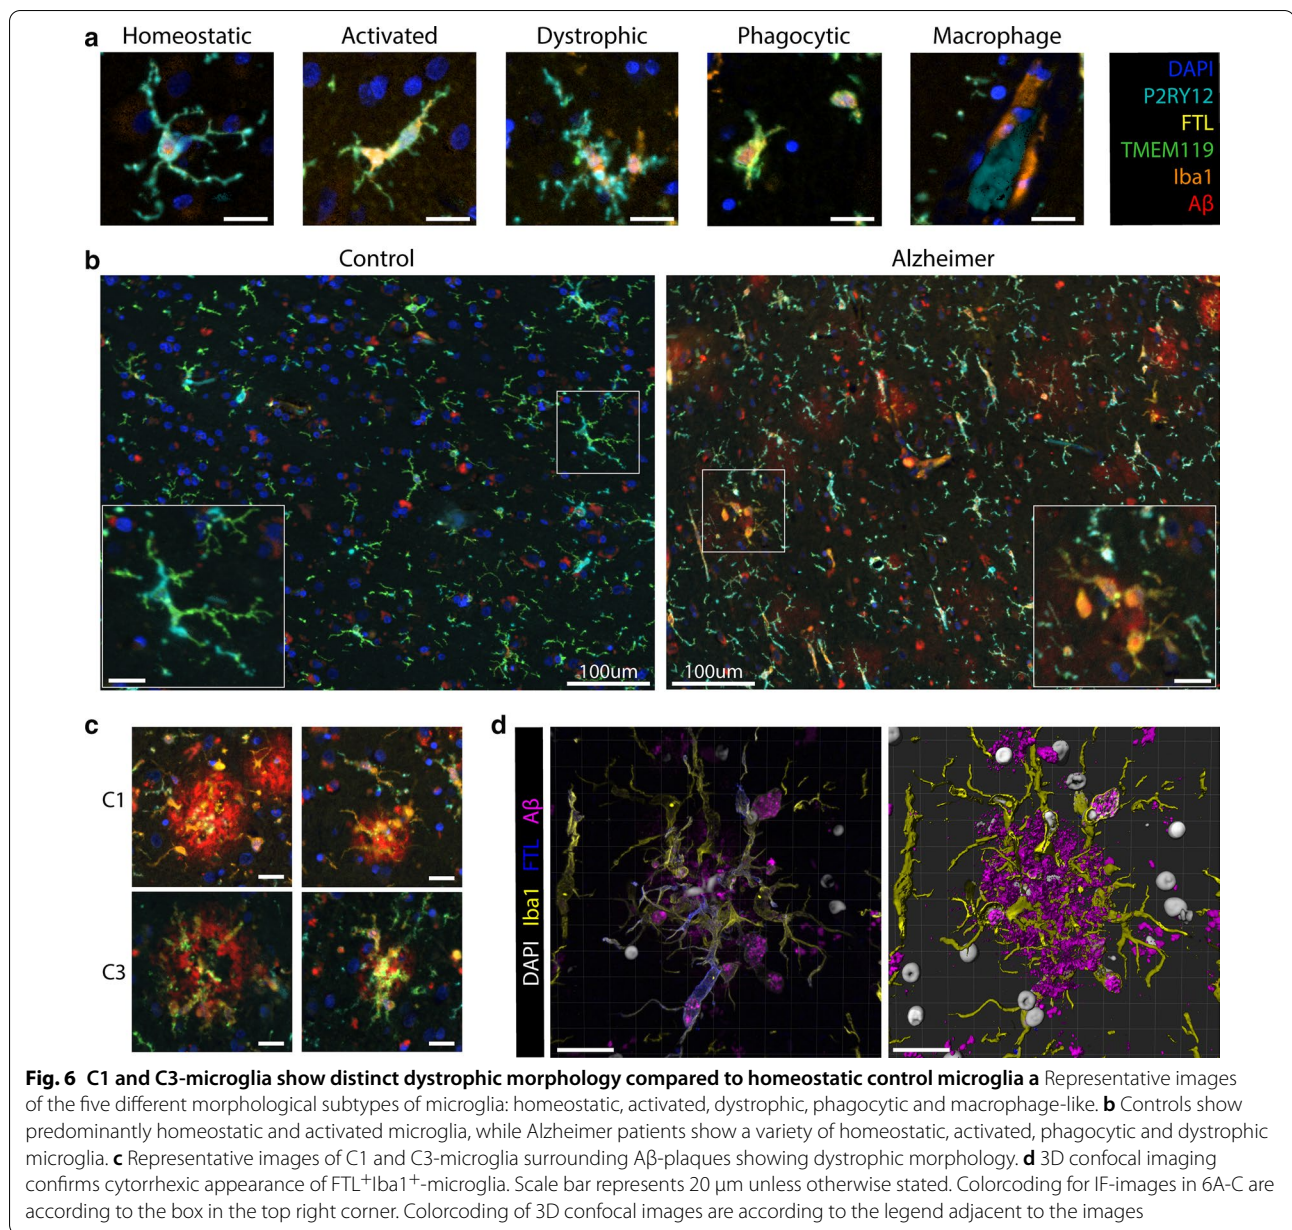 a Homeostatic Activated Dystrophic Phagocytic Macrophage
DAPI
P2RY12
FTL
TMEM119
Iba1
Aβ
b Control Alzheimer
100um 100um
c d
C1
C3
DAPI Iba1 FTL Aβ
Fig. 6 C1 and C3-microglia show distinct dystrophic morphology compared to homeostatic control microglia a Representative images
of the five different morphological subtypes of microglia: homeostatic, activated, dystrophic, phagocytic and macrophage-like. b Controls show
predominantly homeostatic and activated microglia, while Alzheimer patients show a variety of homeostatic, activated, phagocytic and dystrophic
microglia. c Representative images of C1 and C3-microglia surrounding Aβ-plaques showing dystrophic morphology. d 3D confocal imaging
confirms cytorrhexic appearance of FTL⁺Iba1⁺-microglia. Scale bar represents 20 µm unless otherwise stated. Colorcoding for IF-images in 6A-C are
according to the box in the top right corner. Colorcoding of 3D confocal images are according to the legend adjacent to the images